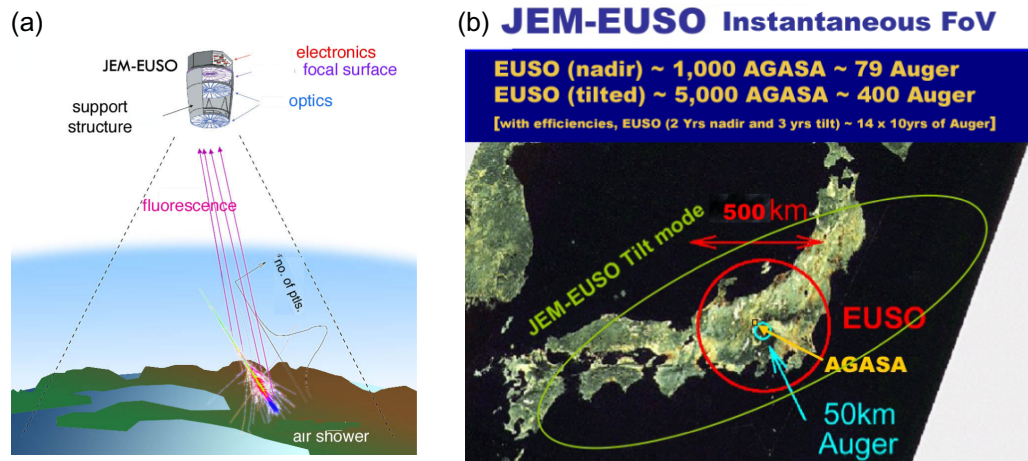 (a)
JEM-EUSO
electronics
focal surface
optics
support
structure
fluorescence
no. of ptls.
air shower
(b)
JEM-EUSO Instantaneous FoV
EUSO (nadir) ~ 1,000 AGASA ~ 79 Auger
EUSO (tilted) ~ 5,000 AGASA ~ 400 Auger
[with efficiencies, EUSO (2 Yrs nadir and 3 yrs tilt) ~ 14 x 10yrs of Auger]
500 km
JEM-EUSO Tilt mode
EUSO
AGASA
50km
Auger